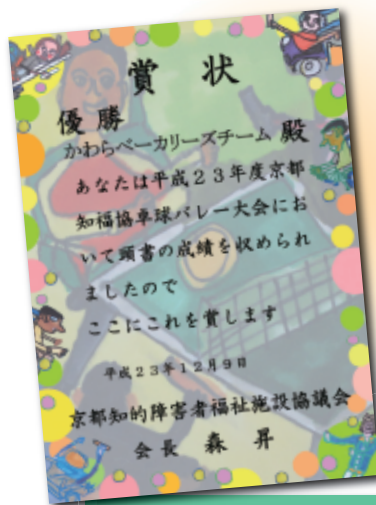 賞状
優勝
かわらベーカリーズチーム 殿
あなたは平成23年度京都
知福協卓球バレー大会にお
いて頭書の成績を収められ
ましたので
ここにこれを賞します
平成23年12月9日
京都知的障害者福祉施設協議会
会長 森 昇